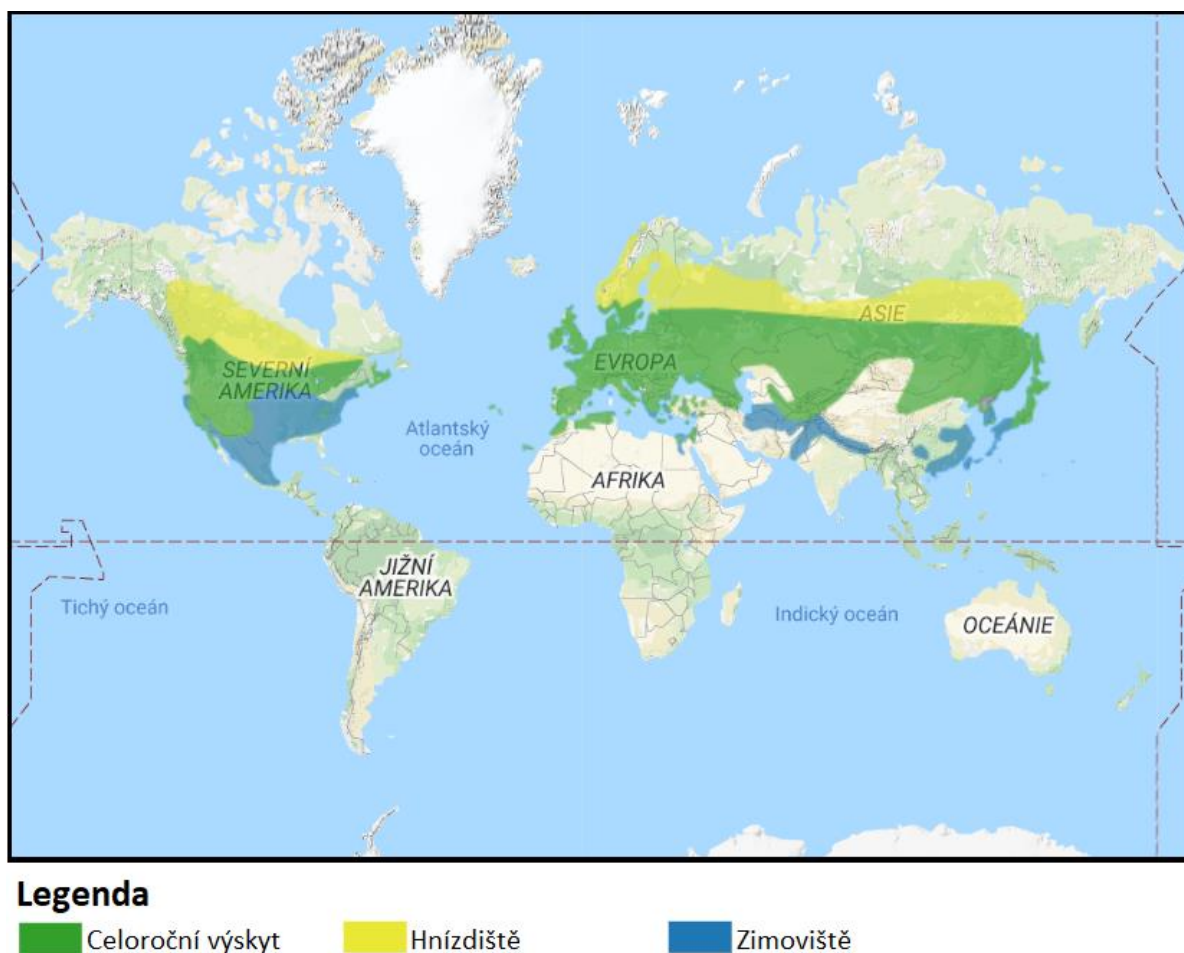 ASIE
EVROPA
SEVERNÍ
AMERIKA
Atlantský
oceán
AFRIKA
JIŽNÍ
AMERIKA
Tichý oceán
Indický oceán
OCEÁNIE
Legenda
Celoroční výskyt
Hnízdiště
Zimoviště